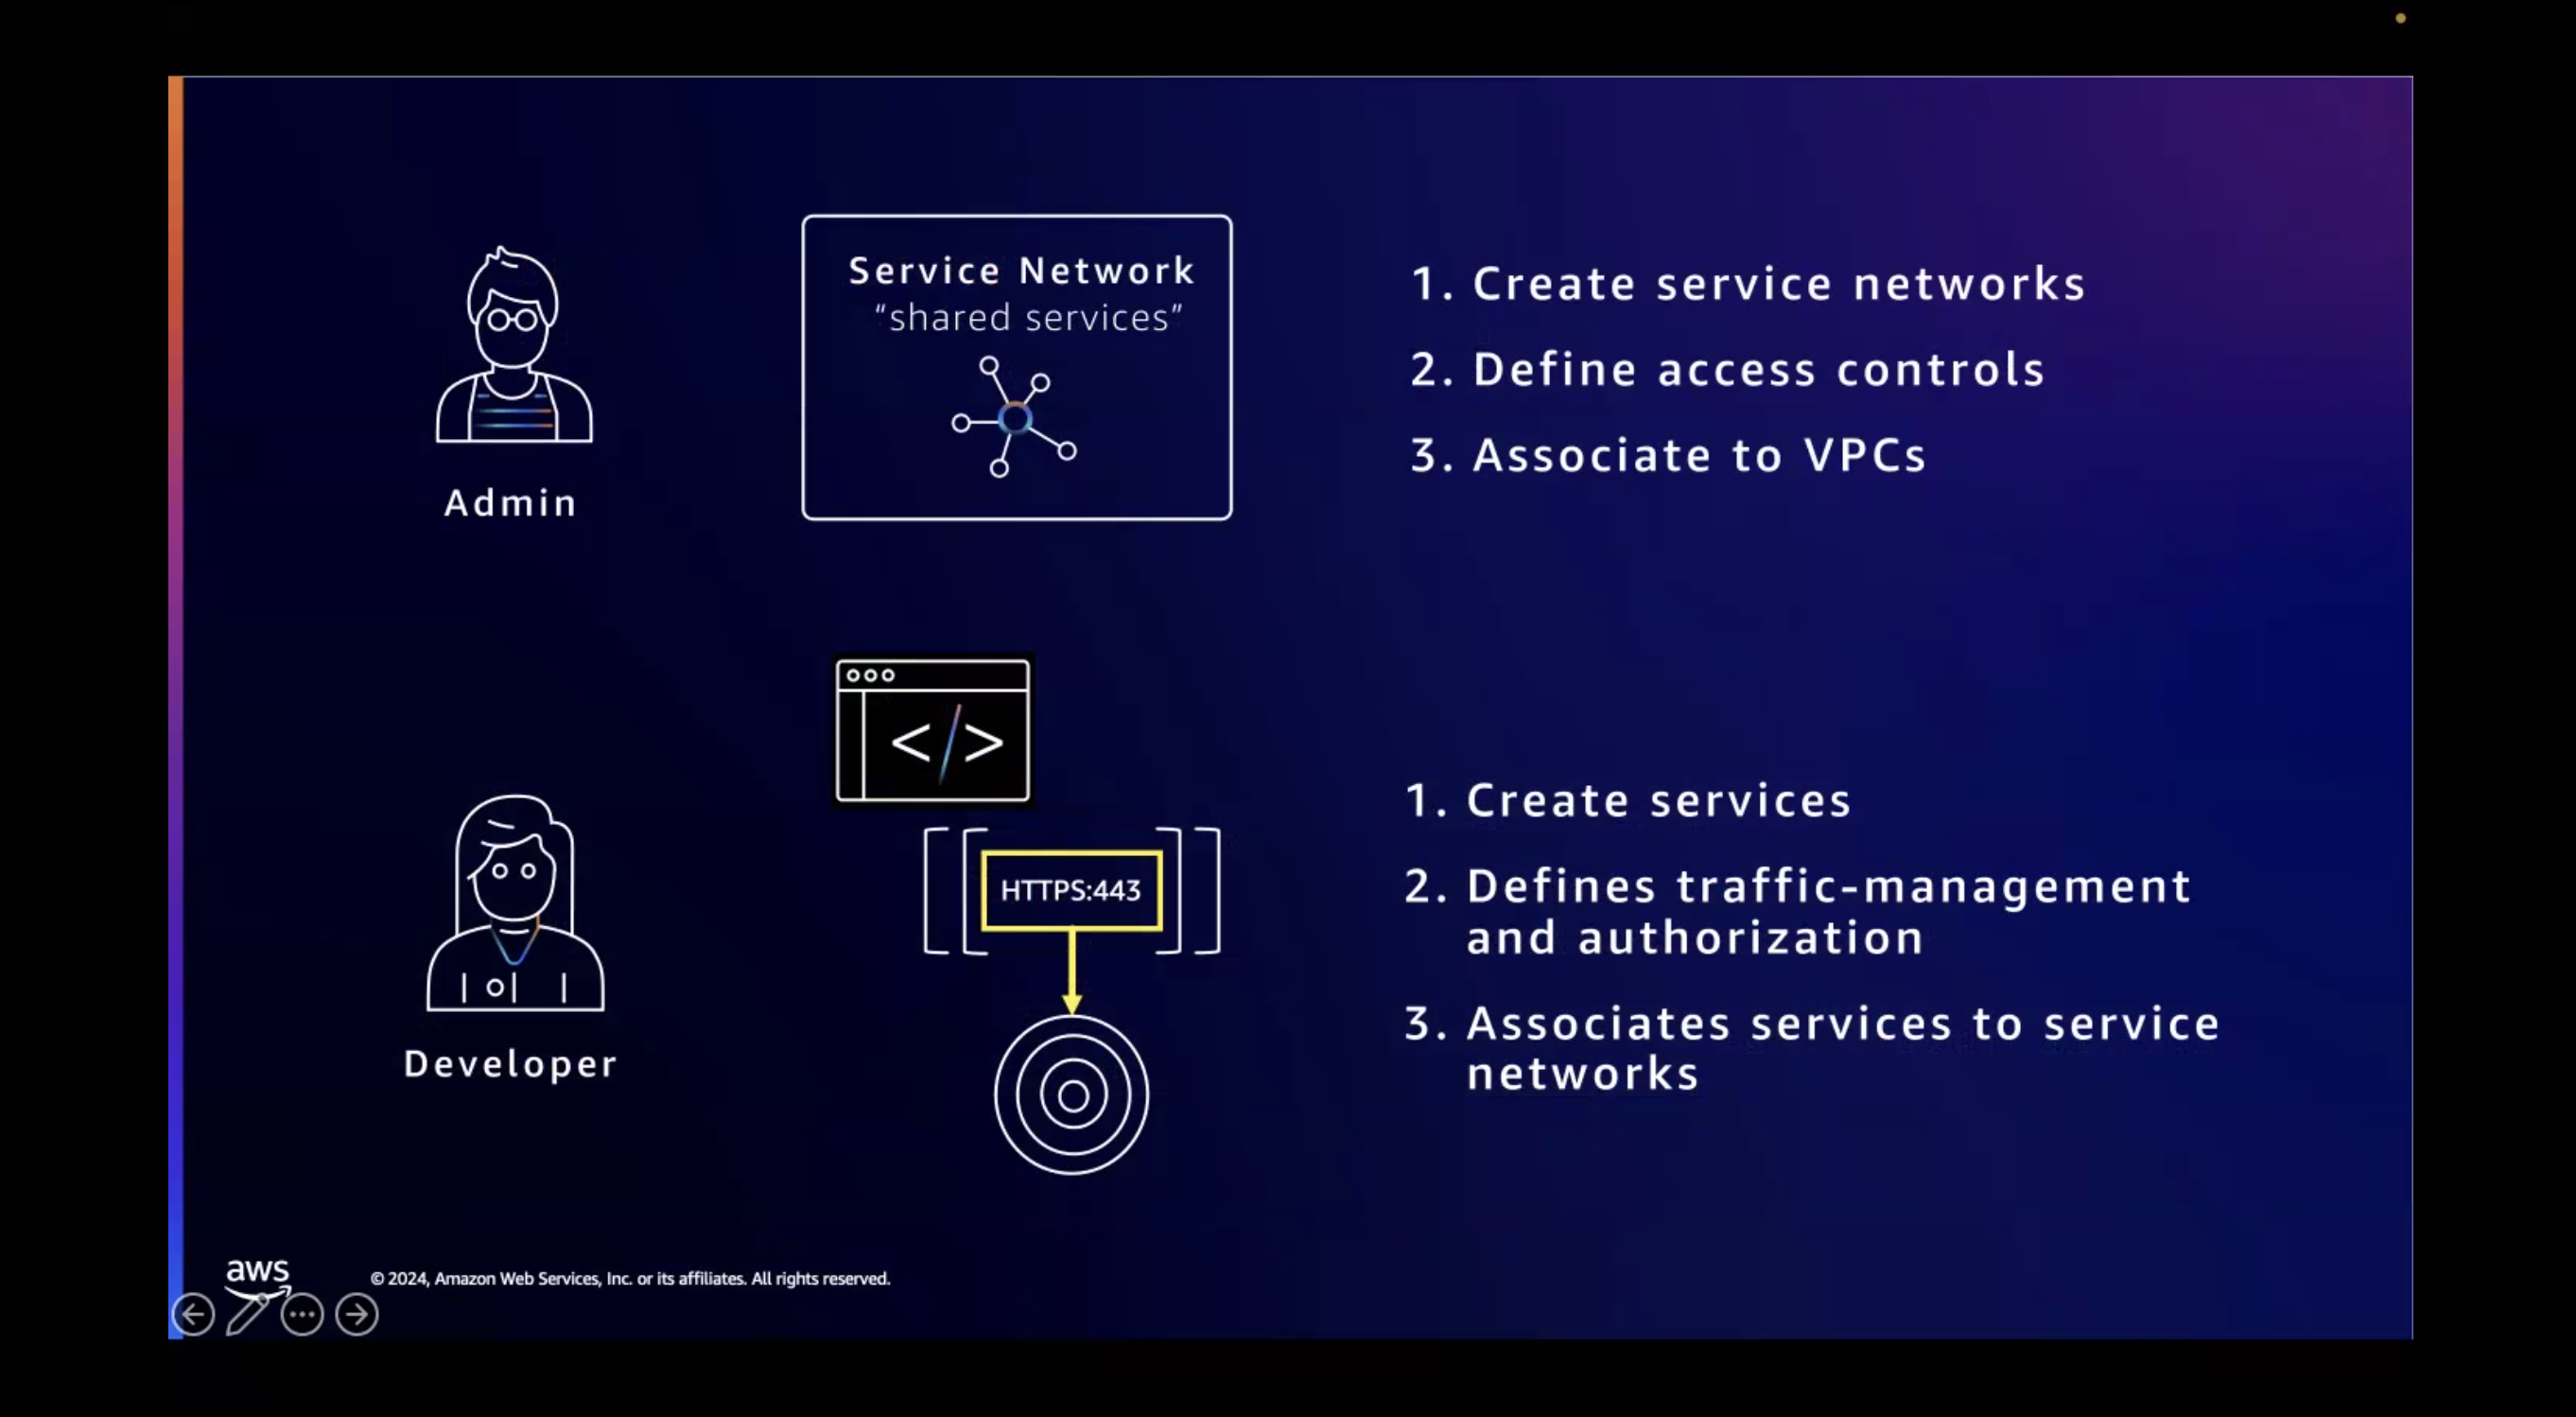 Service Network
“shared services”
Admin
1. Create service networks
2. Define access controls
3. Associate to VPCs
</>
HTTPS:443
Developer
1. Create services
2. Defines traffic-management
and authorization
3. Associates services to service
networks
aws
© 2024, Amazon Web Services, Inc. or its affiliates. All rights reserved.